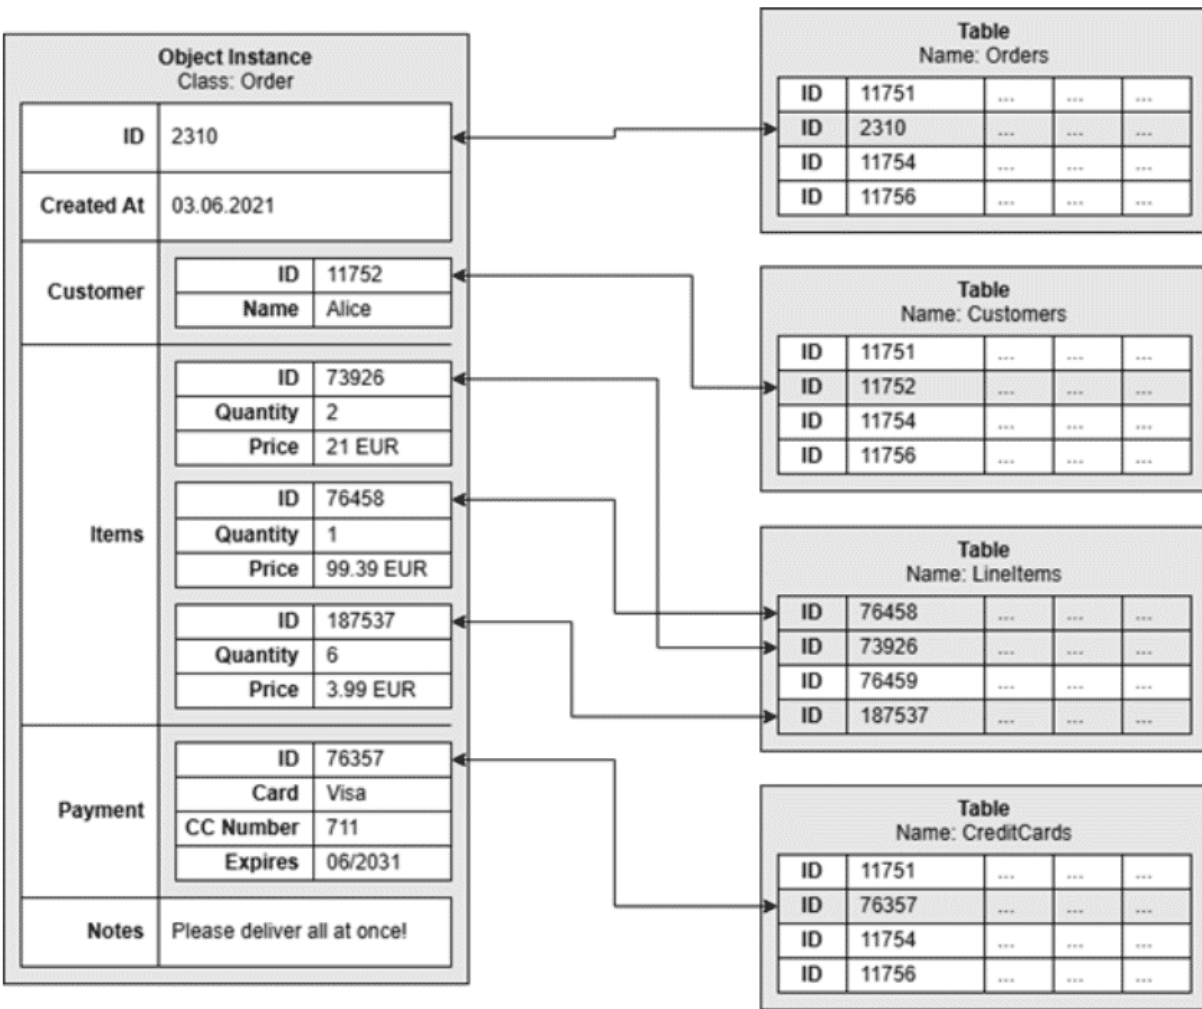 Object Instance
Class: Order
ID 2310
Created At 03.06.2021
Customer
ID 11752
Name Alice
Items
ID 73926
Quantity 2
Price 21 EUR
ID 76458
Quantity 1
Price 99.39 EUR
ID 187537
Quantity 6
Price 3.99 EUR
Payment
ID 76357
Card Visa
CC Number 711
Expires 06/2031
Notes Please deliver all at once!
Table
Name: Orders
ID 11751 ... ... ...
ID 2310 ... ... ...
ID 11754 ... ... ...
ID 11756 ... ... ...
Table
Name: Customers
ID 11751 ... ... ...
ID 11752 ... ... ...
ID 11754 ... ... ...
ID 11756 ... ... ...
Table
Name: LineItems
ID 76458 ... ... ...
ID 73926 ... ... ...
ID 76459 ... ... ...
ID 187537 ... ... ...
Table
Name: CreditCards
ID 11751 ... ... ...
ID 76357 ... ... ...
ID 11754 ... ... ...
ID 11756 ... ... ...